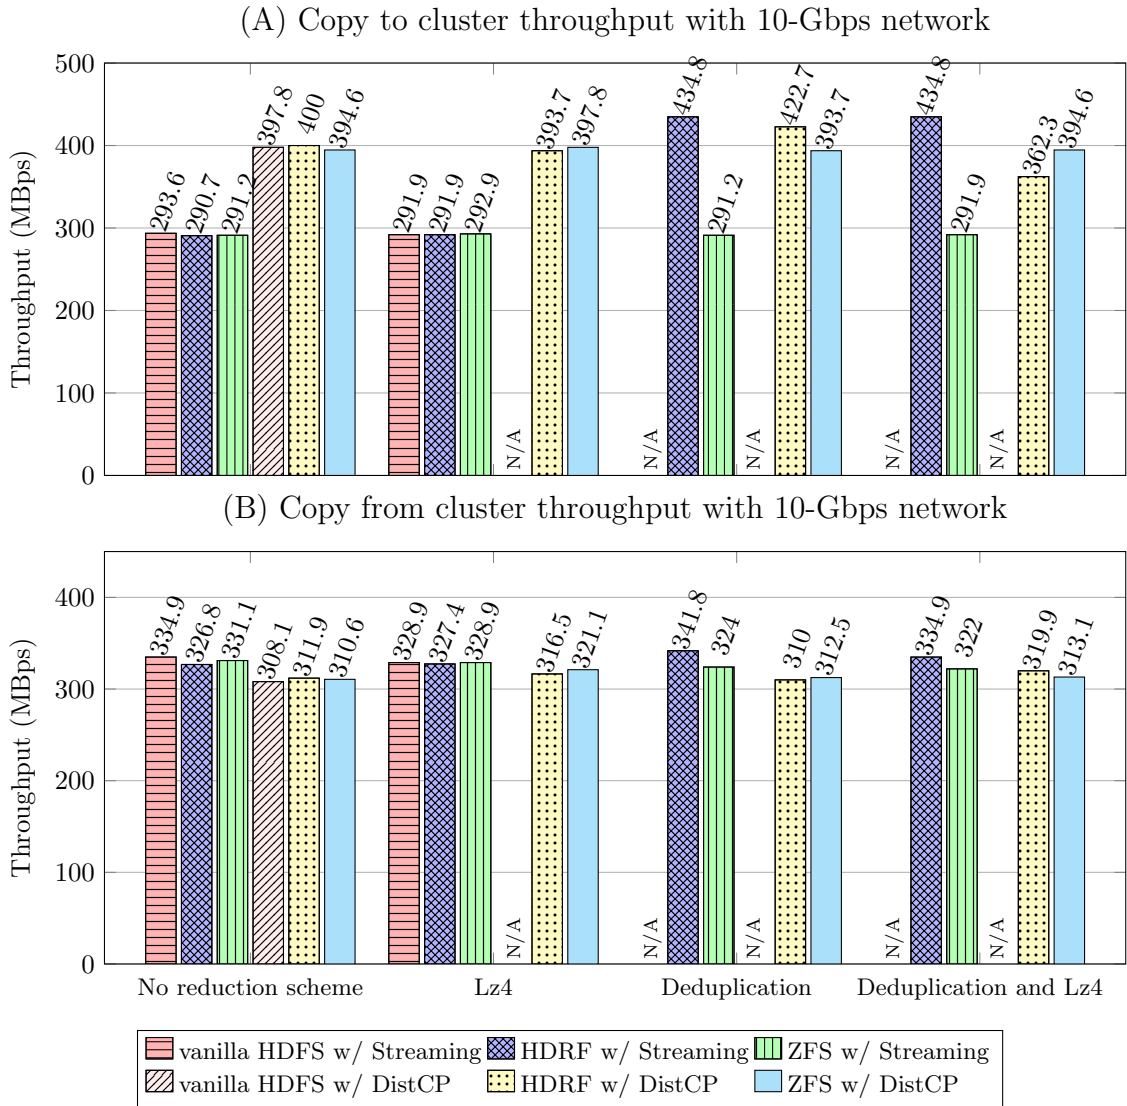 (A) Copy to cluster throughput with 10-Gbps network
Throughput (MBps)
500
400
300
200
100
0
293.6 290.7 291.2 397.8 400 394.6
291.9 291.9 292.9 N/A 393.7 397.8
N/A 434.8 291.2 N/A 422.7 393.7
N/A 434.8 291.9 N/A 362.3 394.6
(B) Copy from cluster throughput with 10-Gbps network
Throughput (MBps)
400
300
200
100
0
334.9 326.8 331.1 308.1 311.9 310.6
328.9 327.4 328.9 N/A 316.5 321.1
N/A 341.8 324 N/A 310 312.5
N/A 334.9 322 N/A 319.9 313.1
No reduction scheme Lz4 Deduplication Deduplication and Lz4
vanilla HDFS w/ Streaming HDRF w/ Streaming ZFS w/ Streaming
vanilla HDFS w/ DistCP HDRF w/ DistCP ZFS w/ DistCP